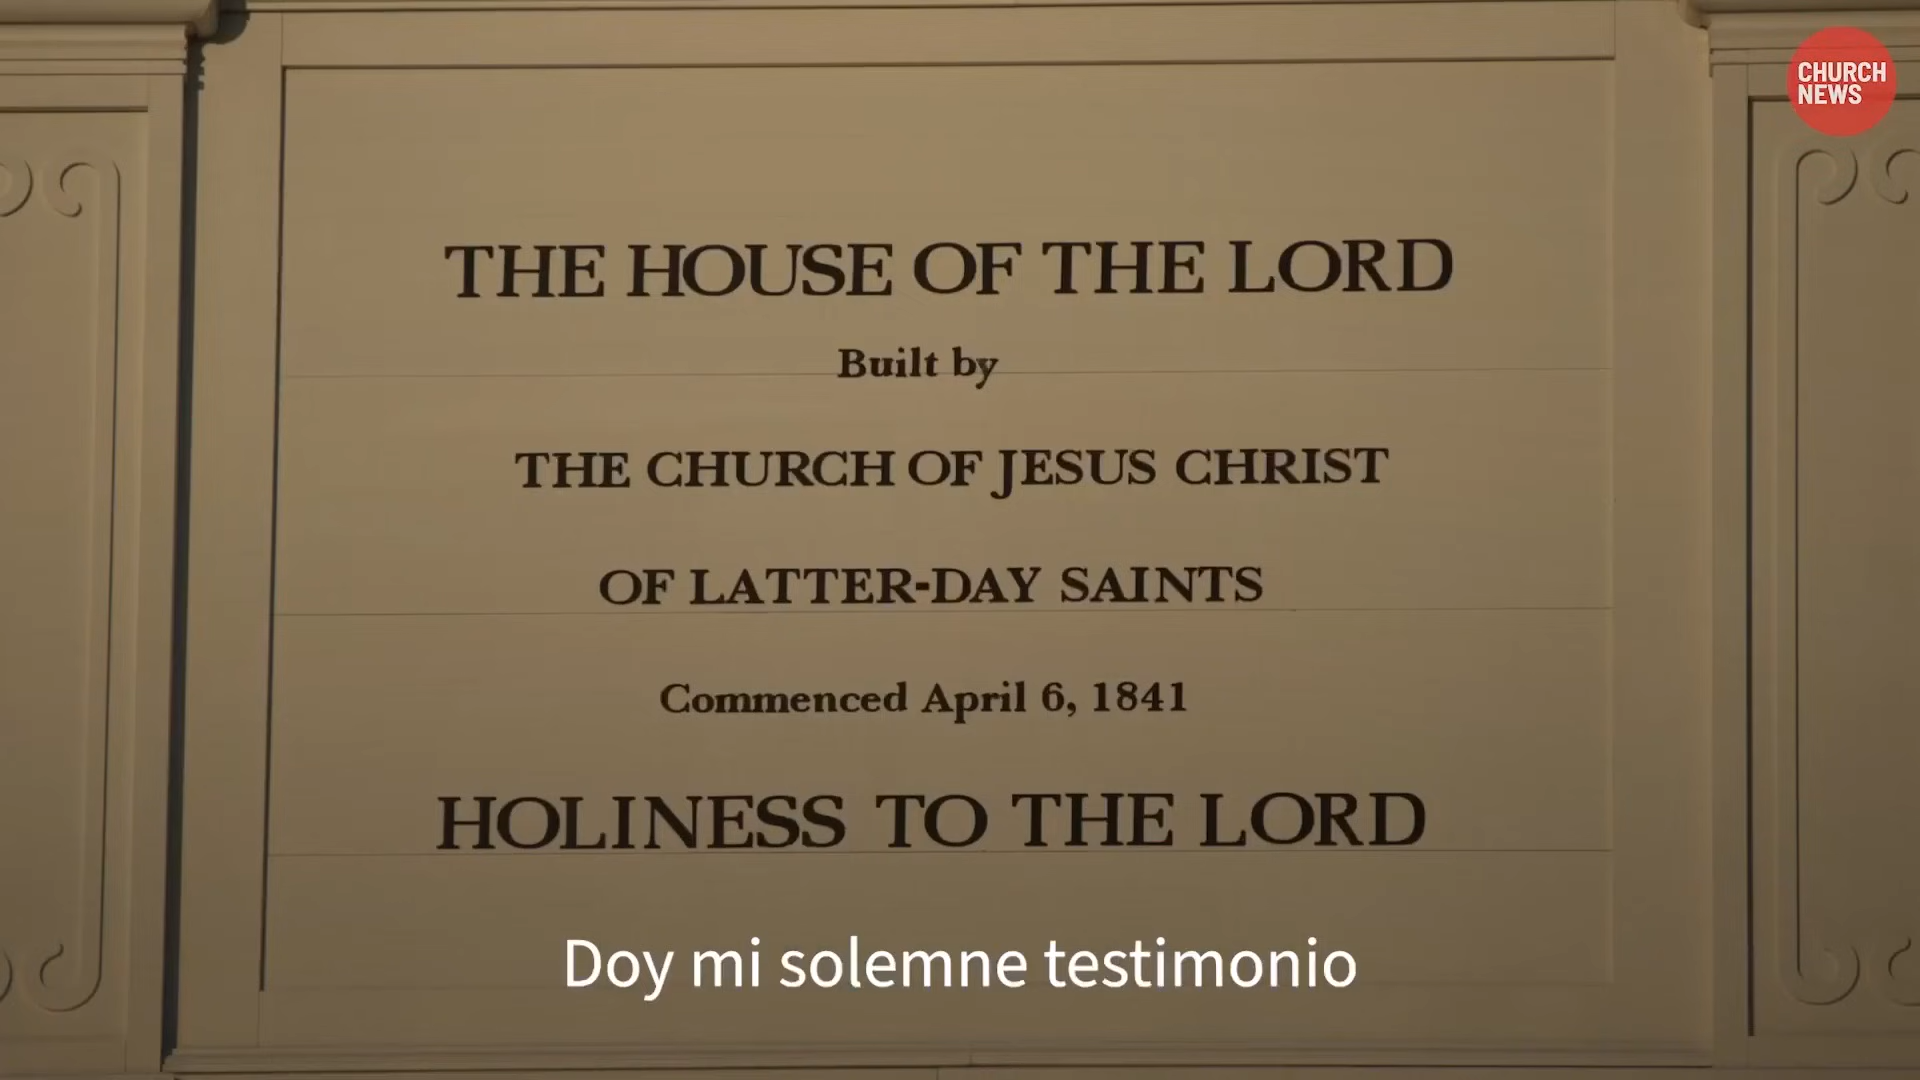 CHURCH
NEWS
THE HOUSE OF THE LORD
Built by
THE CHURCH OF JESUS CHRIST
OF LATTER-DAY SAINTS
Commenced April 6, 1841
HOLINESS TO THE LORD
Doy mi solemne testimonio